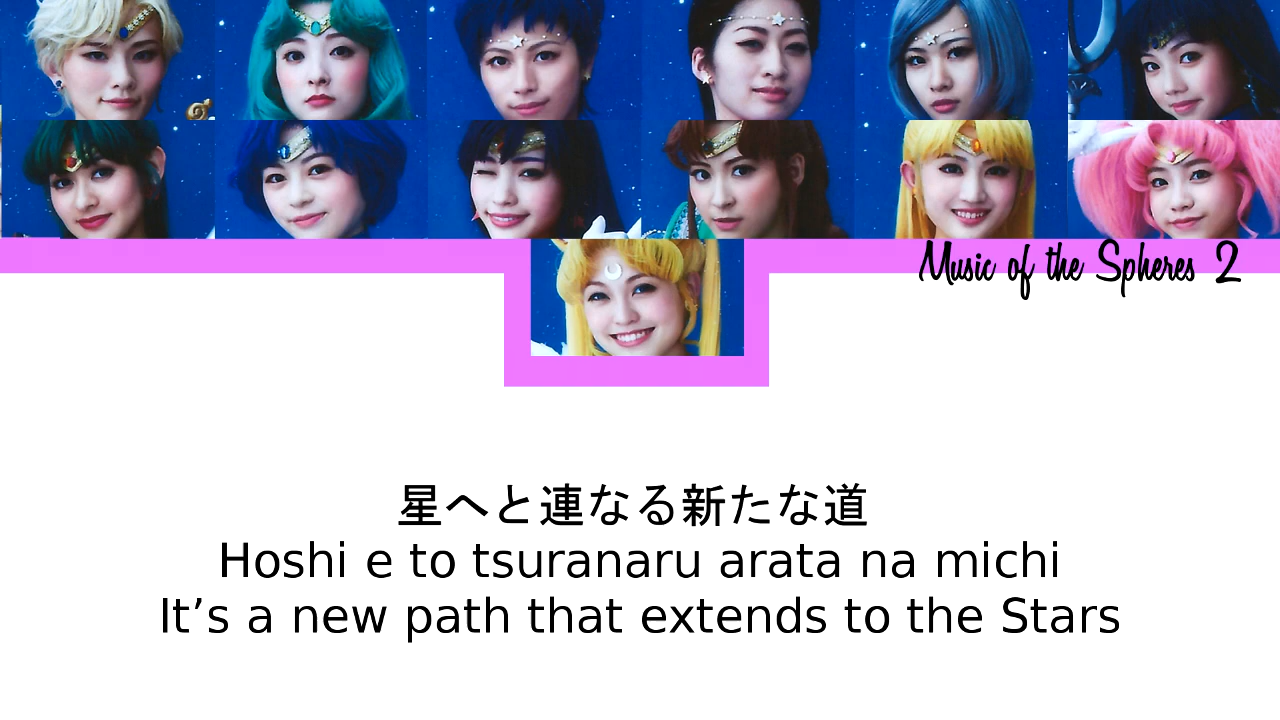 Music of the Spheres 2
星へと連なる新たな道
Hoshi e to tsuranaru arata na michi
It’s a new path that extends to the Stars